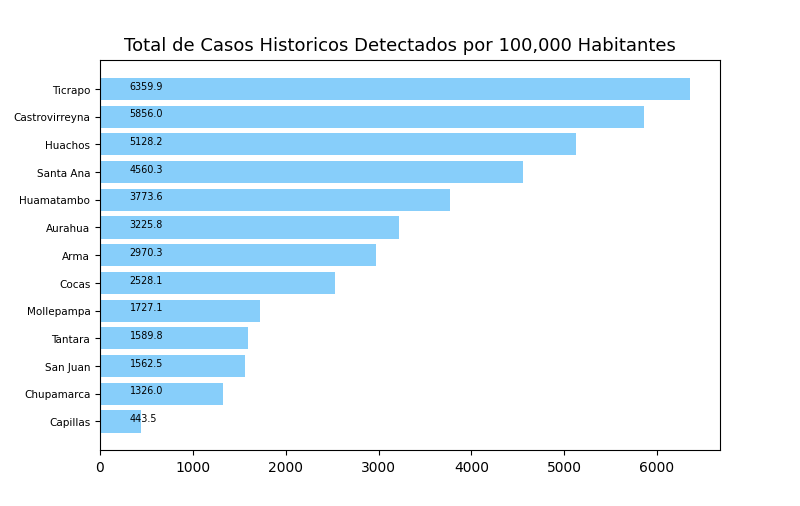 Total de Casos Historicos Detectados por 100,000 Habitantes
Ticrapo 6359.9
Castrovirreyna 5856.0
Huachos 5128.2
Santa Ana 4560.3
Huamatambo 3773.6
Aurahua 3225.8
Arma 2970.3
Cocas 2528.1
Mollepampa 1727.1
Tantara 1589.8
San Juan 1562.5
Chupamarca 1326.0
Capillas 443.5
0 1000 2000 3000 4000 5000 6000